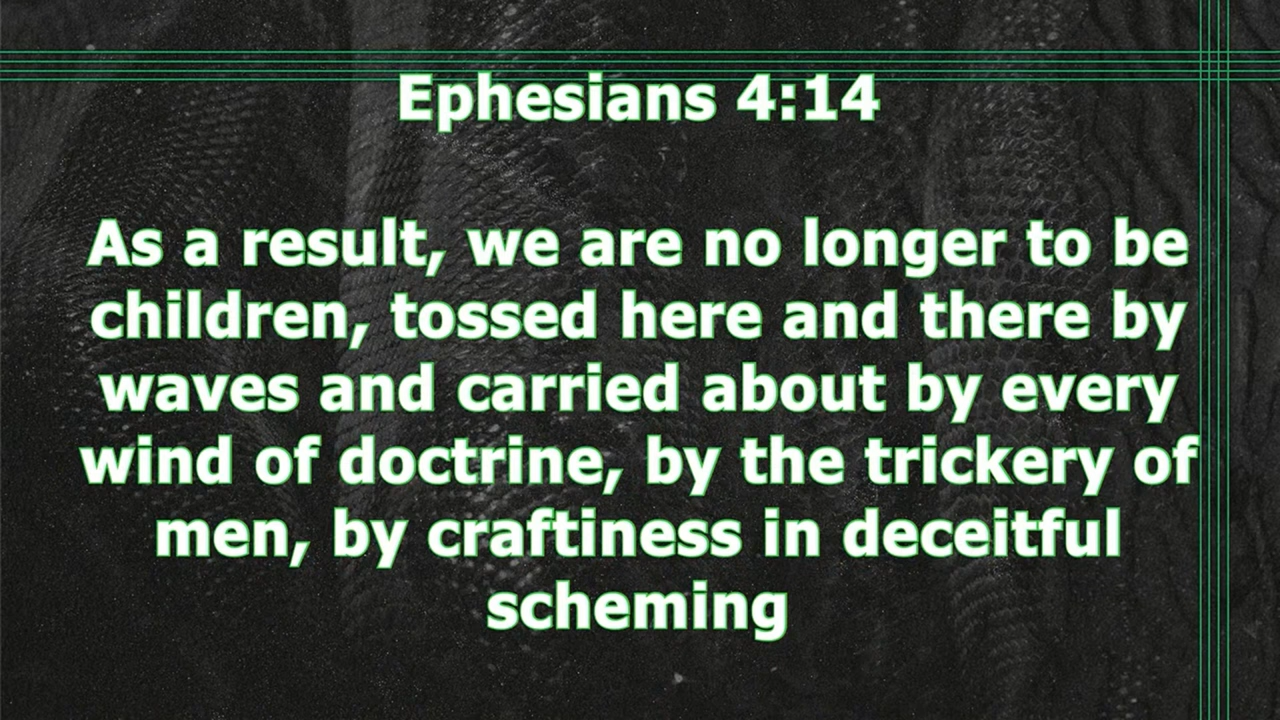 Ephesians 4:14
As a result, we are no longer to be
children, tossed here and there by
waves and carried about by every
wind of doctrine, by the trickery of
men, by craftiness in deceitful
scheming